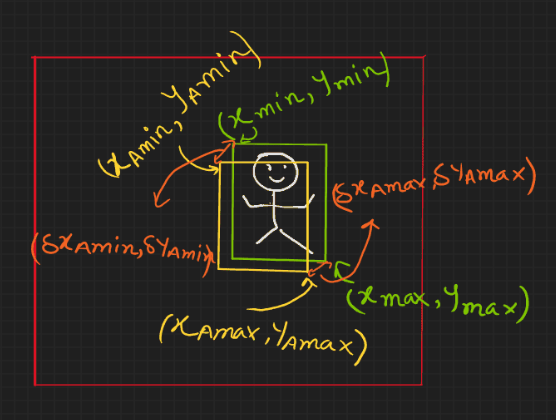 (xAmin, yAmin)
(xmin, ymin)
(δxAmax, δyAmax)
(δxAmin, δyAmin)
(xmax, ymax)
(xAmax, yAmax)